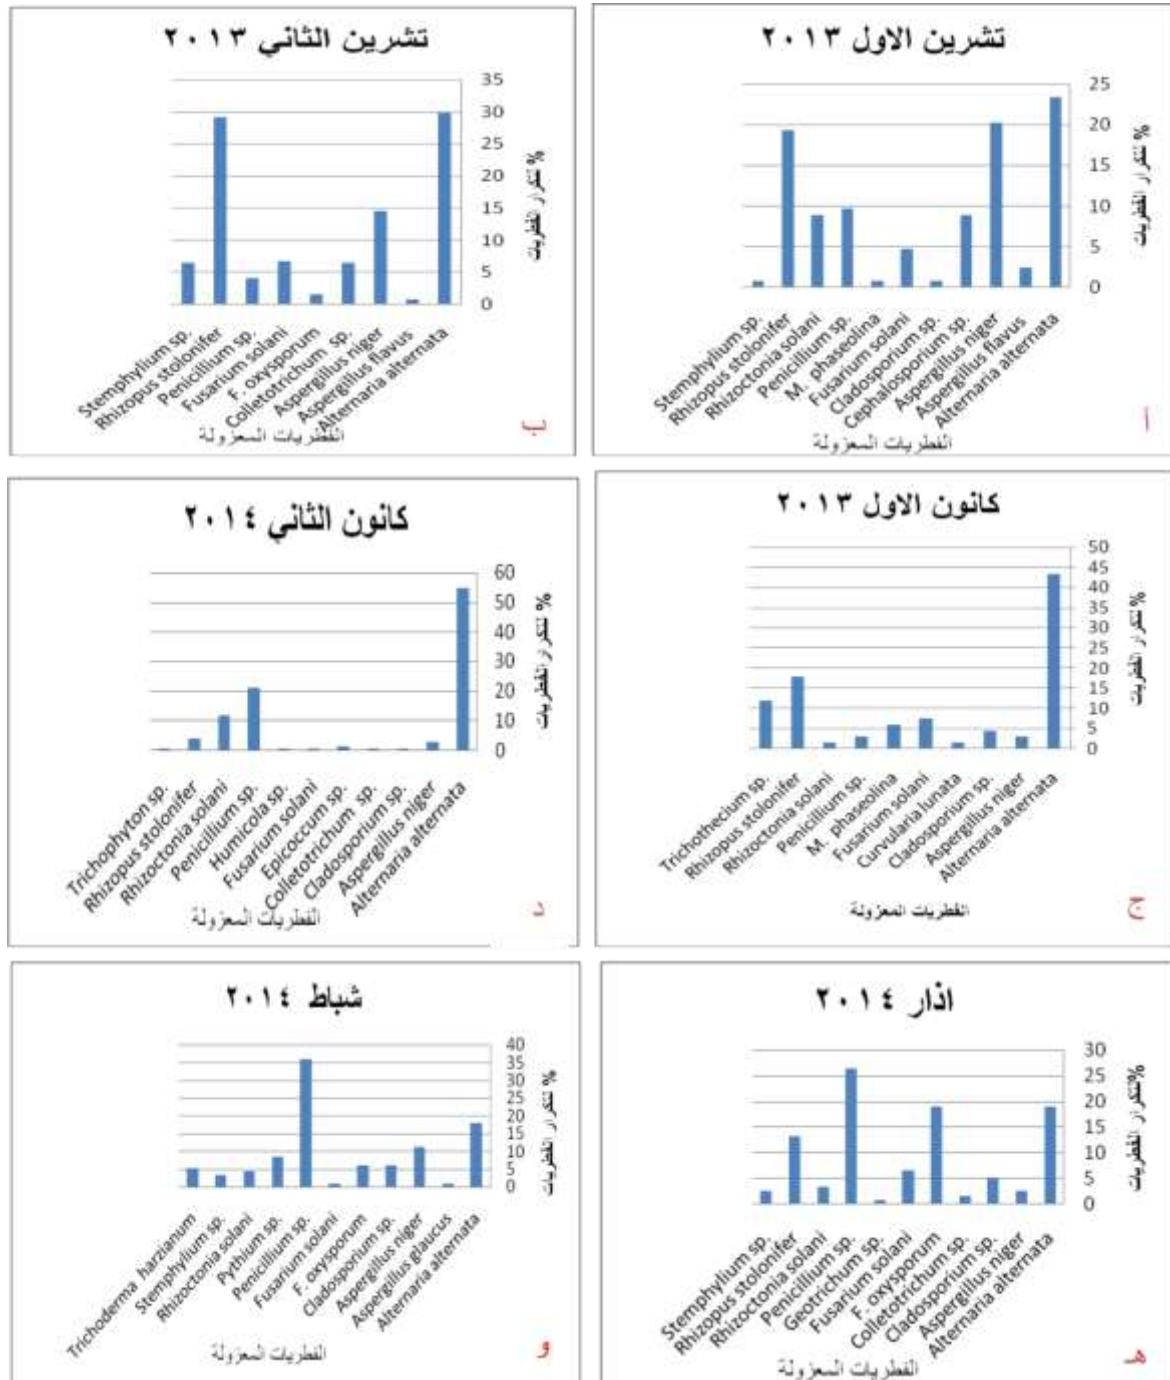 تشرين الاول ٢٠١٣
% لتكرار الفطريات
25
20
15
10
5
0
Stemphylium sp.
Rhizopus stolonifer
Rhizoctonia solani
Penicillium sp.
M. phaseolina
Fusarium solani
Cladosporium sp.
Cephalosporium sp.
Aspergillus niger
Aspergillus flavus
Alternaria alternata
الفطريات المعزولة
أ
تشرين الثاني ٢٠١٣
% لتكرار الفطريات
35
30
25
20
15
10
5
0
Stemphylium sp.
Rhizopus stolonifer
Penicillium sp.
Fusarium solani
F. oxysporum
Colletotrichum sp.
Aspergillus niger
Aspergillus flavus
Alternaria alternata
الفطريات المعزولة
ب
كانون الاول ٢٠١٣
% لتكرار الفطريات
50
45
40
35
30
25
20
15
10
5
0
Trichothecium sp.
Rhizopus stolonifer
Rhizoctonia solani
Penicillium sp.
M. phaseolina
Fusarium solani
Curvularia lunata
Cladosporium sp.
Aspergillus niger
Alternaria alternata
الفطريات المعزولة
ج
كانون الثاني ٢٠١٤
% لتكرار الفطريات
60
50
40
30
20
10
0
Trichophyton sp.
Rhizopus stolonifer
Rhizoctonia solani
Penicillium sp.
Humicola sp.
Fusarium solani
Epicoccum sp.
Colletotrichum sp.
Cladosporium sp.
Aspergillus niger
Alternaria alternata
الفطريات المعزولة
د
اذار ٢٠١٤
%لتكرار الفطريات
30
25
20
15
10
5
0
Stemphylium sp.
Rhizopus stolonifer
Rhizoctonia solani
Penicillium sp.
Geotrichum sp.
Fusarium solani
F. oxysporum
Colletotrichum sp.
Cladosporium sp.
Aspergillus niger
Alternaria alternata
الفطريات المعزولة
هـ
شباط ٢٠١٤
% لتكرار الفطريات
40
35
30
25
20
15
10
5
0
Trichoderma harzianum
Stemphylium sp.
Rhizoctonia solani
Pythium sp.
Penicillium sp.
Fusarium solani
F. oxysporum
Cladosporium sp.
Aspergillus niger
Aspergillus glaucus
Alternaria alternata
الفطريات المعزولة
و